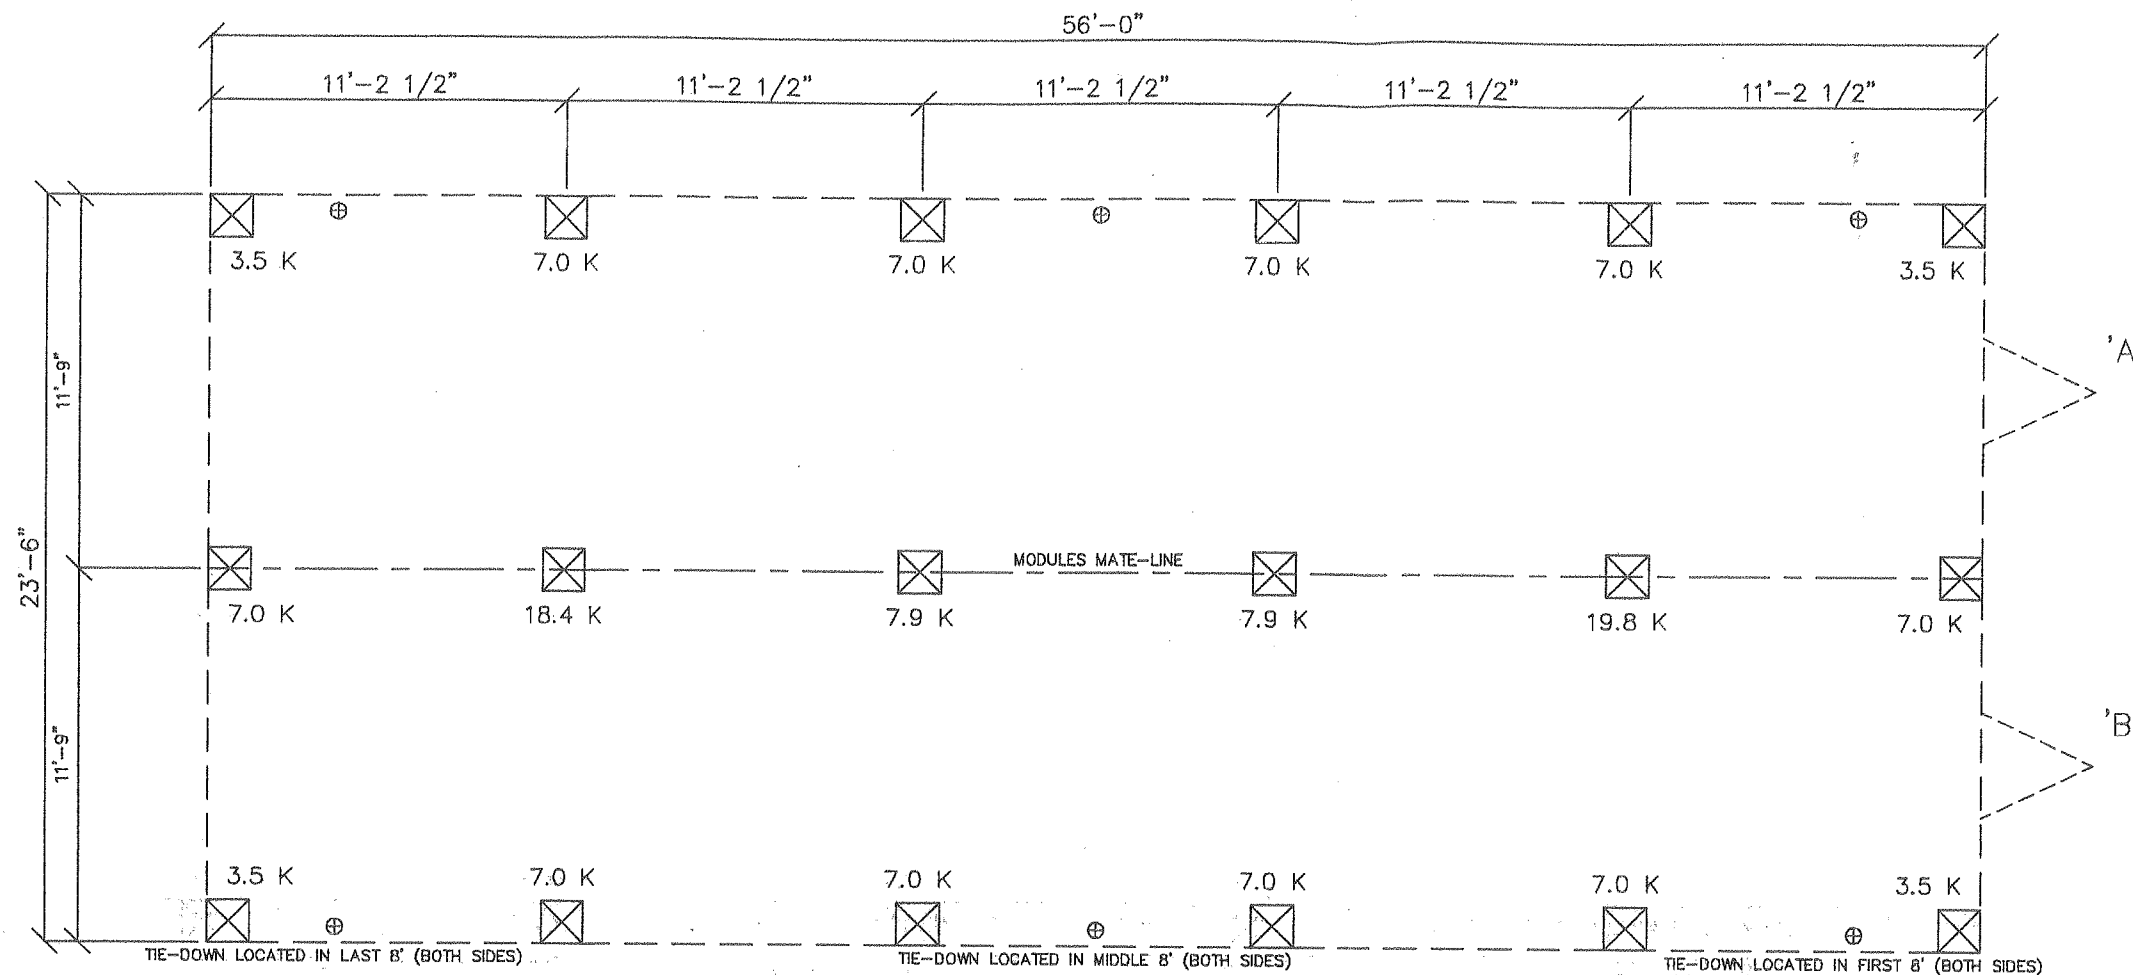 56'-0"
11'-2 1/2" 11'-2 1/2" 11'-2 1/2" 11'-2 1/2" 11'-2 1/2"
3.5 K 7.0 K 7.0 K 7.0 K 7.0 K 3.5 K
'A
11'-9"
23'-6"
MODULES MATE-LINE
7.0 K 18.4 K 7.9 K 7.9 K 19.8 K 7.0 K
'B
11'-9"
3.5 K 7.0 K 7.0 K 7.0 K 7.0 K 3.5 K
TIE-DOWN LOCATED IN LAST 8' (BOTH SIDES) TIE-DOWN LOCATED IN MIDDLE 8' (BOTH SIDES) TIE-DOWN LOCATED IN FIRST 8' (BOTH SIDES)